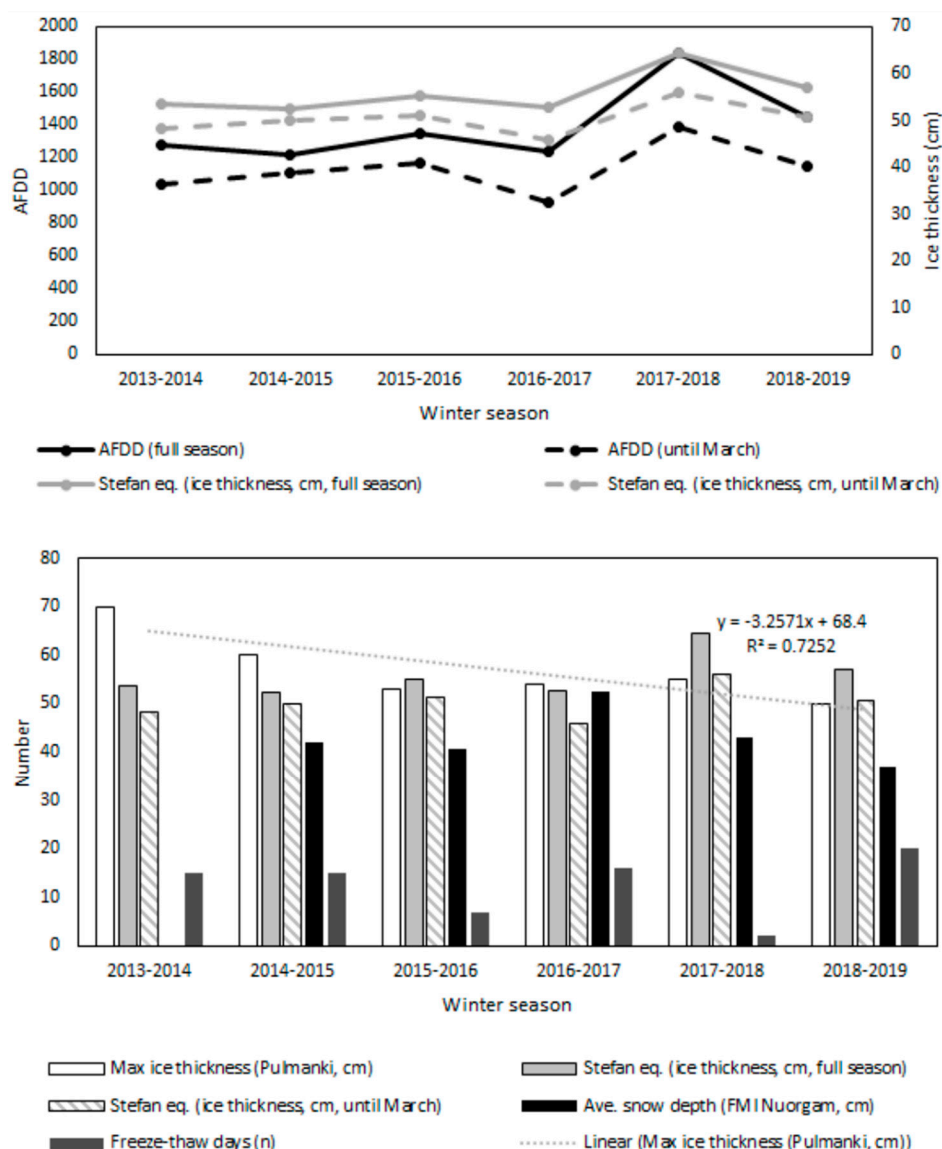 2000
1800
1600
1400
1200
1000
800
600
400
200
0
AFDD
70
60
50
40
30
20
10
0
Ice thickness (cm)
2013-2014 2014-2015 2015-2016 2016-2017 2017-2018 2018-2019
Winter season
AFDD (full season) AFDD (until March)
Stefan eq. (ice thickness, cm, full season) Stefan eq. (ice thickness, cm, until March)
80
70
60
50
40
30
20
10
0
Number
y = -3.2571x + 68.4
R² = 0.7252
2013-2014 2014-2015 2015-2016 2016-2017 2017-2018 2018-2019
Winter season
Max ice thickness (Pulmanki, cm) Stefan eq. (ice thickness, cm, full season)
Stefan eq. (ice thickness, cm, until March) Ave. snow depth (FMI Nuorgam, cm)
Freeze-thaw days (n) Linear (Max ice thickness (Pulmanki, cm))